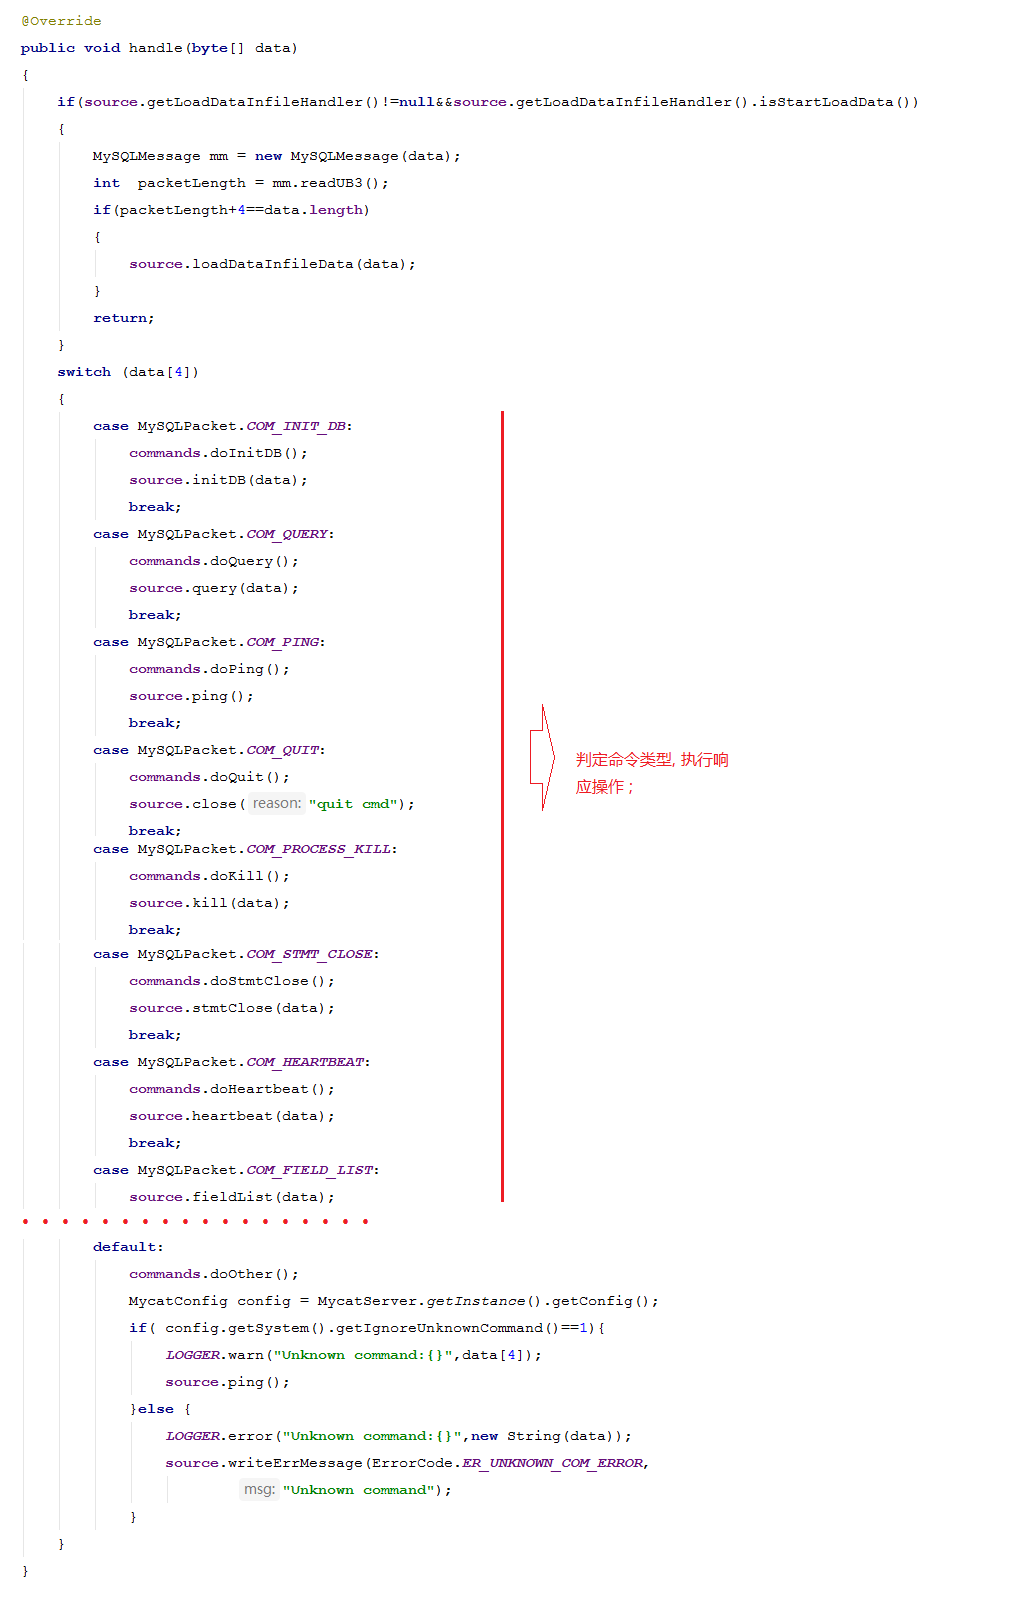 @Override
public void handle(byte[] data)
{
if(source.getLoadDataInfileHandler()!=null&&source.getLoadDataInfileHandler().isStartLoadData())
{
MySQLMessage mm = new MySQLMessage(data);
int  packetLength = mm.readUB3();
if(packetLength+4==data.length)
{
source.loadDataInfileData(data);
}
return;
}
switch (data[4])
{
case MySQLPacket.COM_INIT_DB:
commands.doInitDB();
source.initDB(data);
break;
case MySQLPacket.COM_QUERY:
commands.doQuery();
source.query(data);
break;
case MySQLPacket.COM_PING:
commands.doPing();
source.ping();
break;
case MySQLPacket.COM_QUIT:
commands.doQuit();
source.close( reason: "quit cmd");
break;
case MySQLPacket.COM_PROCESS_KILL:
commands.doKill();
source.kill(data);
break;
case MySQLPacket.COM_STMT_CLOSE:
commands.doStmtClose();
source.stmtClose(data);
break;
case MySQLPacket.COM_HEARTBEAT:
commands.doHeartbeat();
source.heartbeat(data);
break;
case MySQLPacket.COM_FIELD_LIST:
source.fieldList(data);
判定命令类型, 执行响
应操作；
default:
commands.doOther();
MycatConfig config = MycatServer.getInstance().getConfig();
if( config.getSystem().getIgnoreUnknownCommand()==1){
LOGGER.warn("Unknown command:{}",data[4]);
source.ping();
}else {
LOGGER.error("Unknown command:{}",new String(data));
source.writeErrMessage(ErrorCode.ER_UNKNOWN_COM_ERROR,
msg: "Unknown command");
}
}
}